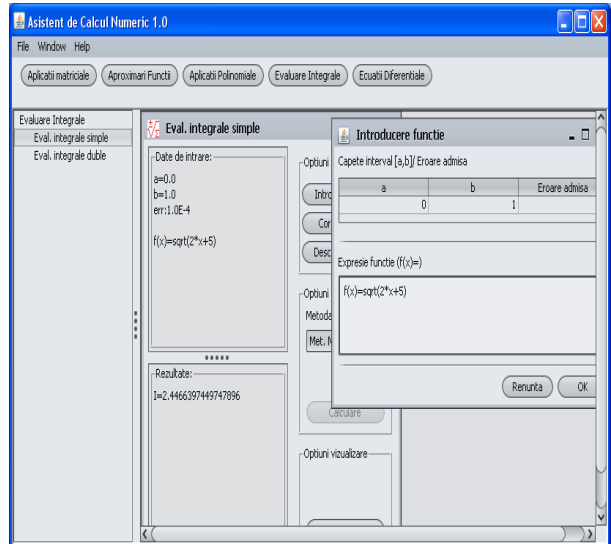 Asistent de Calcul Numeric 1.0
File Window Help
Aplicatii matriciale Aproximari Functii Aplicatii Polinomiale Evaluare Integrale Ecuatii Diferentiale
Evaluare Integrale
Eval. integrale simple
Eval. integrale duble
Eval. integrale simple
Date de intrare:
a=0.0
b=1.0
err:1.0E-4
f(x)=sqrt(2*x+5)
Rezultate:
I=2.4466397449747896
Optiuni
Intro
Cor
Desc
Optiuni
Metoda
Met. N
Calculare
Optiuni vizualizare
Introducere functie
Capete interval [a,b]/ Eroare admisa
a b Eroare admisa
0 1
Expresie functie (f(x)=)
f(x)=sqrt(2*x+5)
Renunta OK